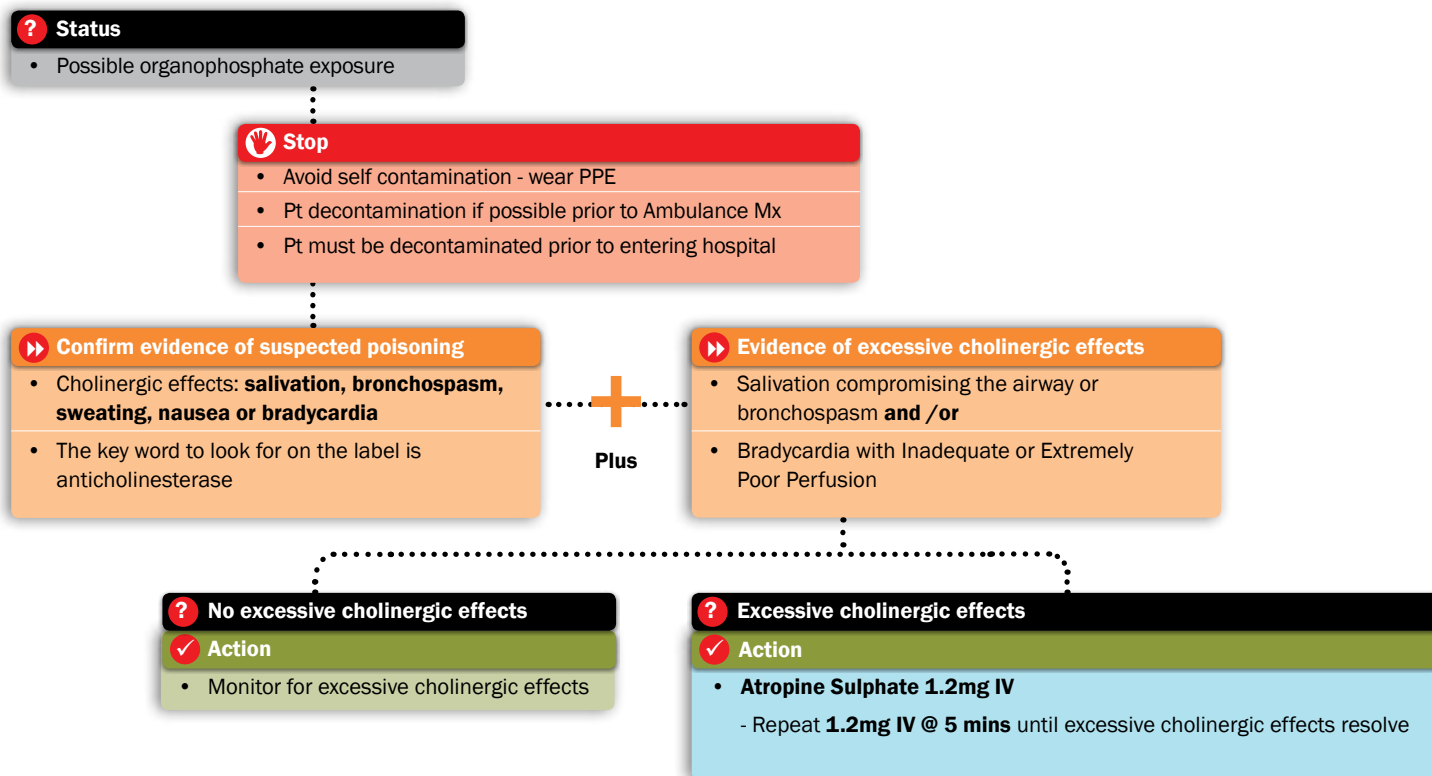 ? Status
• Possible organophosphate exposure
Stop
• Avoid self contamination - wear PPE
• Pt decontamination if possible prior to Ambulance Mx
• Pt must be decontaminated prior to entering hospital
Confirm evidence of suspected poisoning
• Cholinergic effects: salivation, bronchospasm,
sweating, nausea or bradycardia
• The key word to look for on the label is
anticholinesterase
Plus
Evidence of excessive cholinergic effects
• Salivation compromising the airway or
bronchospasm and /or
• Bradycardia with Inadequate or Extremely
Poor Perfusion
? No excessive cholinergic effects
Action
• Monitor for excessive cholinergic effects
? Excessive cholinergic effects
Action
• Atropine Sulphate 1.2mg IV
- Repeat 1.2mg IV @ 5 mins until excessive cholinergic effects resolve